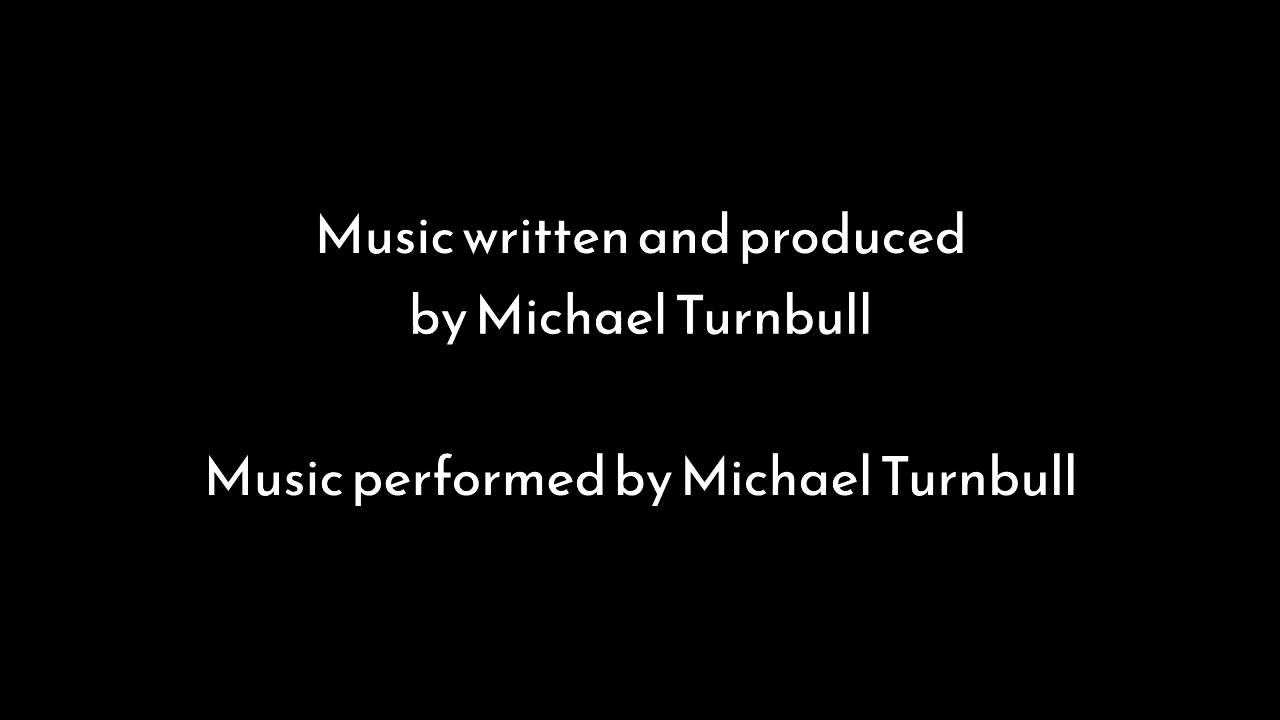 Music written and produced
by Michael Turnbull
Music performed by Michael Turnbull